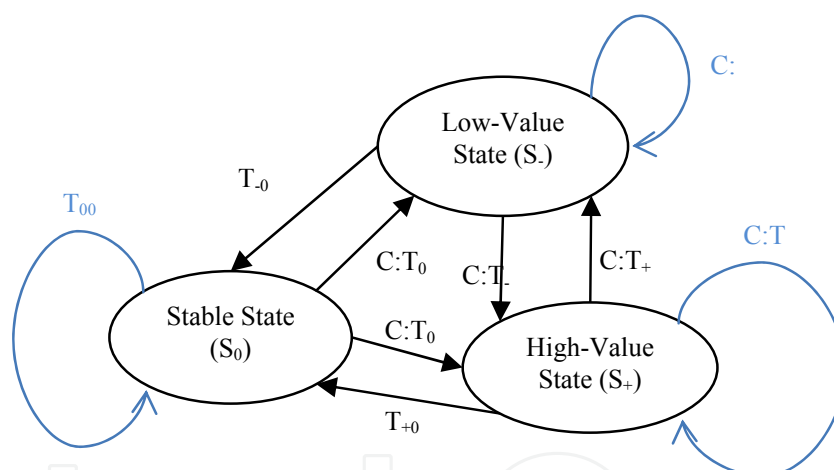 C:
Low-Value
State (S-)
T-0
T00
C:T0
C:T-
C:T+
C:T
Stable State
(S0)
C:T0
High-Value
State (S+)
T+0